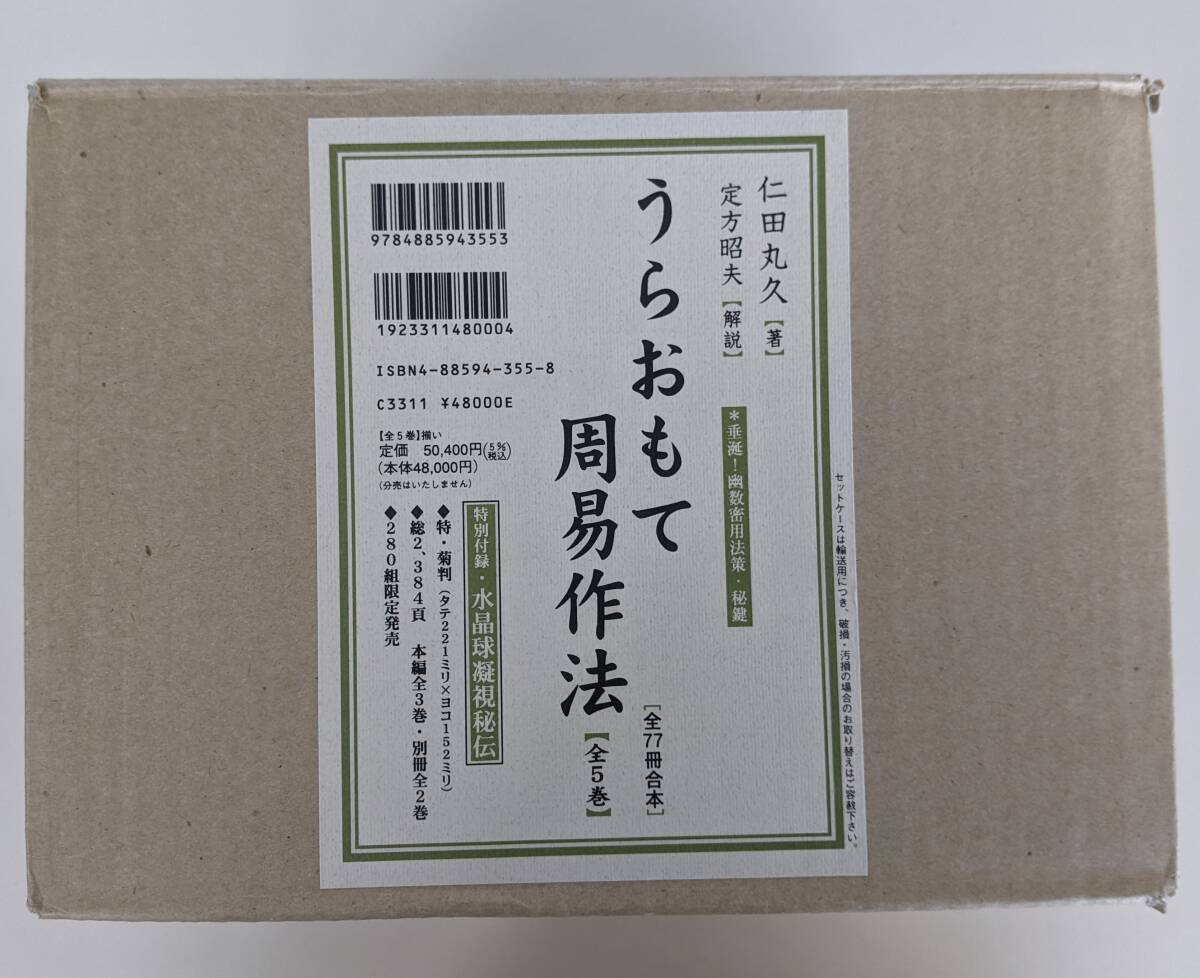 仁田丸久【著】
定方昭夫【解説】
*垂涎!幽数密用法策・秘鍵
うらおもて
周易作法【全5巻】
[全77冊合本]
9784885943553
1923311480004
ISBN4-88594-355-8
C3311 ¥48000E
【全5巻】揃い
定価 50,400円(5%税込)
(本体48,000円)
(分売はいたしません)
特別付録・水晶球凝視秘伝
◆特・菊判(タテ221ミリ×ヨコ152ミリ)
◆総2,384頁 本編全3巻・別冊全2巻
◆280組限定発売
セットケースは輸送用につき、破損・汚損の場合のお取り替えはご容赦下さい。